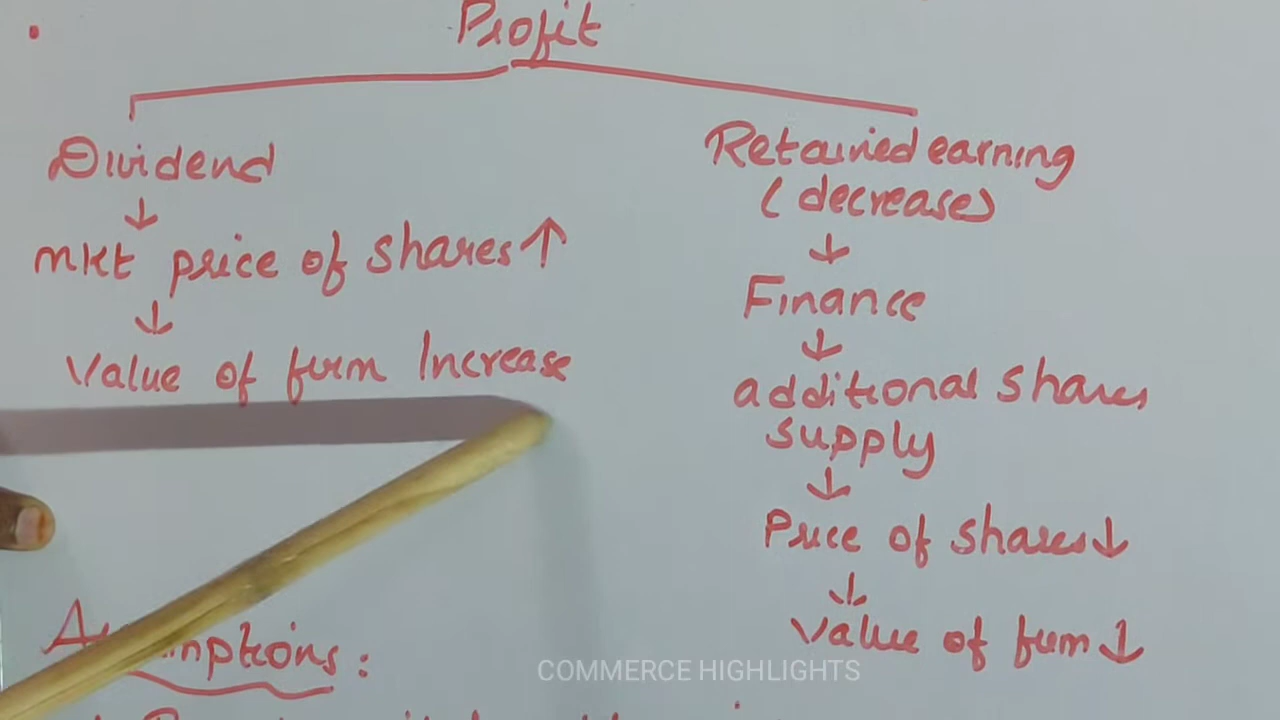 Profit
Dividend
↓
mkt price of shares ↑
↓
Value of firm Increase
Retained earning
(decrease)
↓
Finance
↓
additional shares
supply
↓
Price of shares ↓
↓
Value of firm ↓
COMMERCE HIGHLIGHTS